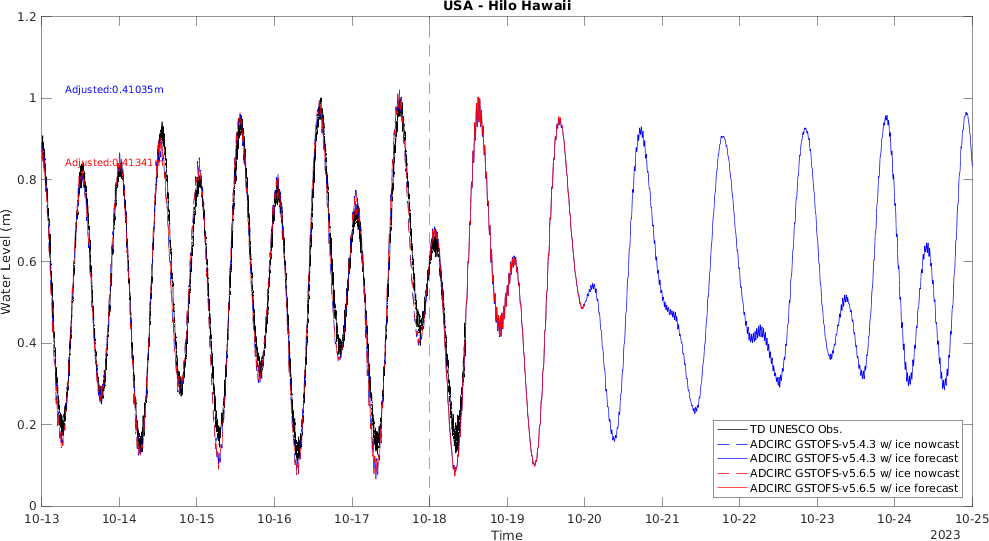 USA - Hilo Hawaii
1.2
1
0.8
0.6
0.4
0.2
0
Water Level (m)
Adjusted:0.41035m
Adjusted:0.41341m
TD UNESCO Obs.
ADCIRC GSTOFS-v5.4.3 w/ ice nowcast
ADCIRC GSTOFS-v5.4.3 w/ ice forecast
ADCIRC GSTOFS-v5.6.5 w/ ice nowcast
ADCIRC GSTOFS-v5.6.5 w/ ice forecast
10-13 10-14 10-15 10-16 10-17 10-18 10-19 10-20 10-21 10-22 10-23 10-24 10-25
Time
2023